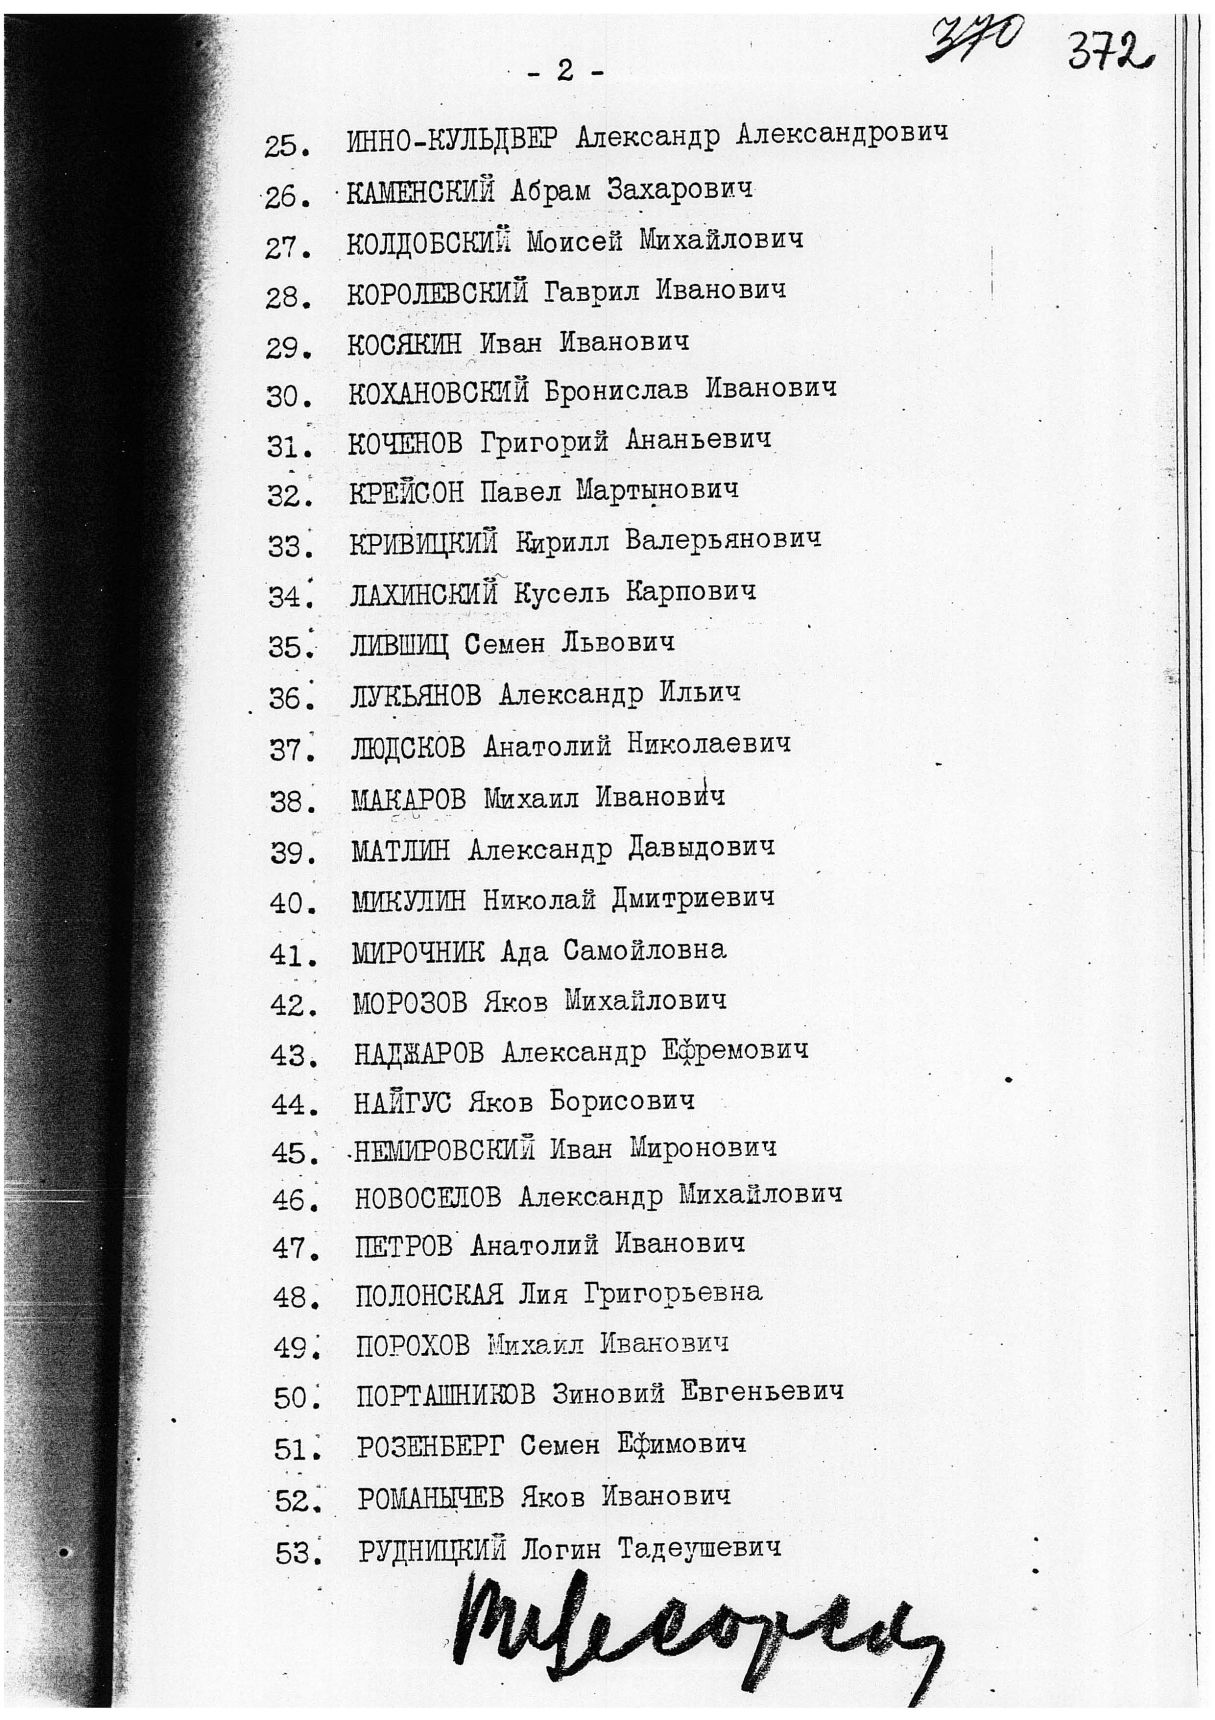 370 372
- 2 -
25. ИННО-КУЛЬДВЕР Александр Александрович
26. КАМЕНСКИЙ Абрам Захарович
27. КОЛДОБСКИЙ Моисей Михайлович
28. КОРОЛЕВСКИЙ Гаврил Иванович
29. КОСЯКИН Иван Иванович
30. КОХАНОВСКИЙ Бронислав Иванович
31. КОЧЕНОВ Григорий Ананьевич
32. КРЕЙСОН Павел Мартынович
33. КРИВИЦКИЙ Кирилл Валерьянович
34. ЛАХИНСКИЙ Кусель Карпович
35. ЛИВШИЦ Семен Львович
36. ЛУКЬЯНОВ Александр Ильич
37. ЛЮДСКОВ Анатолий Николаевич
38. МАКАРОВ Михаил Иванович
39. МАТЛИН Александр Давыдович
40. МИКУЛИН Николай Дмитриевич
41. МИРОЧНИК Ада Самойловна
42. МОРОЗОВ Яков Михайлович
43. НАДЖАРОВ Александр Ефремович
44. НАЙГУС Яков Борисович
45. НЕМИРОВСКИЙ Иван Миронович
46. НОВОСЕЛОВ Александр Михайлович
47. ПЕТРОВ Анатолий Иванович
48. ПОЛОНСКАЯ Лия Григорьевна
49. ПОРОХОВ Михаил Иванович
50. ПОРТАШНИКОВ Зиновий Евгеньевич
51. РОЗЕНБЕРГ Семен Ефимович
52. РОМАНЫЧЕВ Яков Иванович
53. РУДНИЦКИЙ Логин Тадеушевич